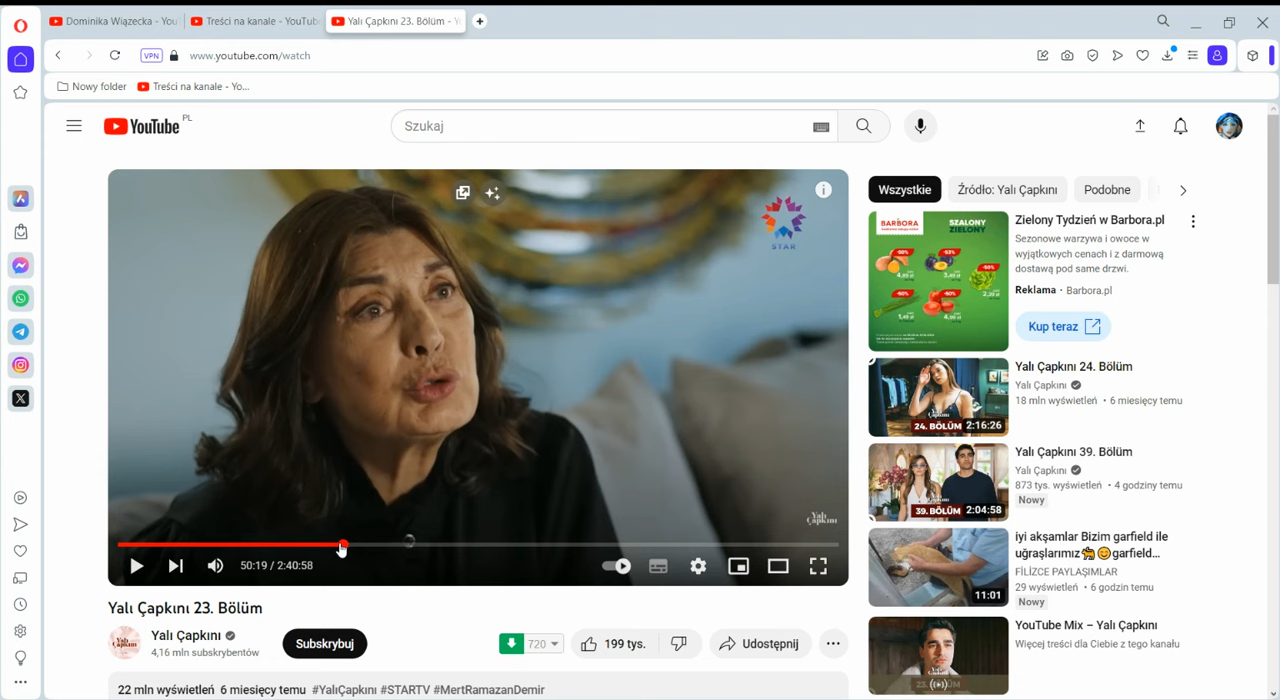 Dominika Wiązecka - You
Treści na kanale - YouTub
Yalı Çapkını 23. Bölüm - Y
VPN
www.youtube.com/watch
Nowy folder
Treści na kanale - Yo...
YouTube PL
Szukaj
STAR
Yalı Çapkını
50:19 / 2:40:58
Yalı Çapkını 23. Bölüm
Yalı Çapkını
4,16 mln subskrybentów
Subskrybuj
720
199 tys.
Udostępnij
22 mln wyświetleń 6 miesięcy temu #YalıÇapkını #STARTV #MertRamazanDemir
Wszystkie
Źródło: Yalı Çapkını
Podobne
BARBORA
SZALONY
ZIELONY
Zielony Tydzień w Barbora.pl
Sezonowe warzywa i owoce w
wyjątkowych cenach i z darmową
dostawą pod same drzwi.
Reklama · Barbora.pl
Kup teraz
24. BÖLÜM
2:16:26
Yalı Çapkını 24. Bölüm
Yalı Çapkını
18 mln wyświetleń • 6 miesięcy temu
39. BÖLÜM
2:04:58
Yalı Çapkını 39. Bölüm
Yalı Çapkını
873 tys. wyświetleń • 4 godziny temu
Nowy
11:01
iyi akşamlar Bizim garfield ile
uğraşlarımız🐈😊garfield...
FİLİZCE PAYLAŞIMLAR
29 wyświetleń • 6 godzin temu
Nowy
YouTube Mix – Yalı Çapkını
Więcej treści dla Ciebie z tego kanału